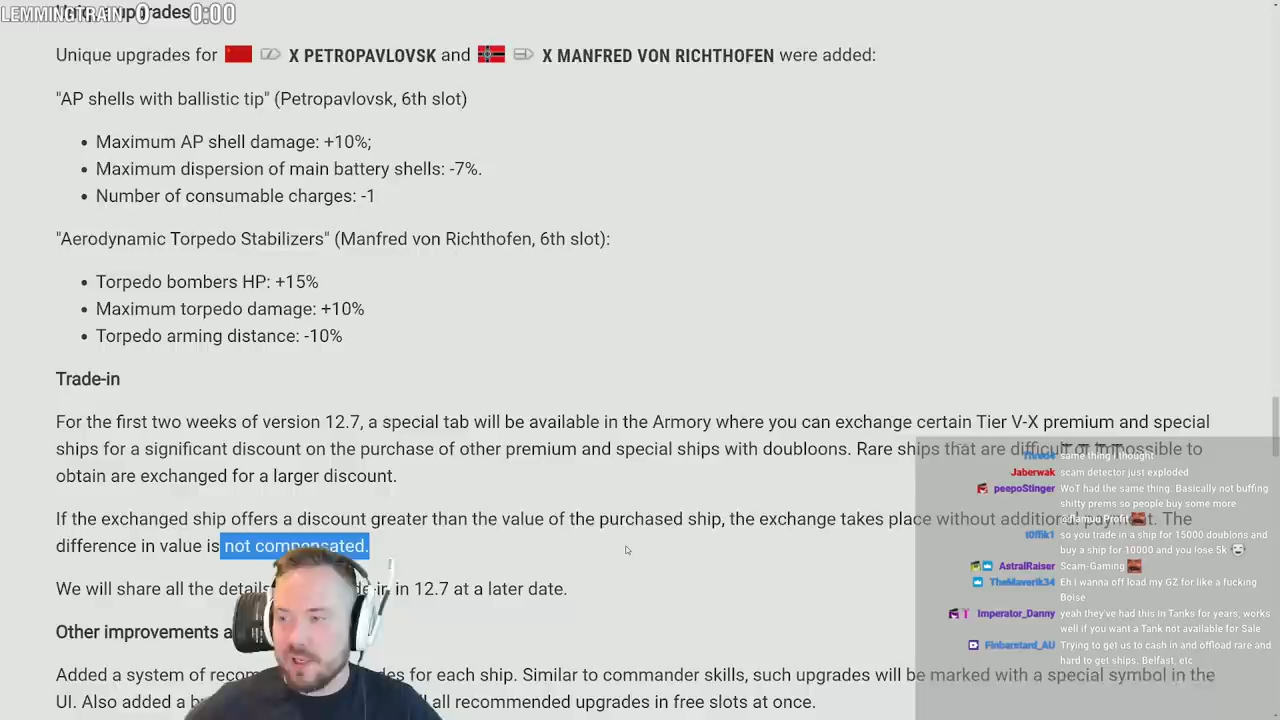 LEMMINGTRAIN 0 0:00
upgrades
Unique upgrades for X PETROPAVLOVSK and X MANFRED VON RICHTHOFEN were added:
"AP shells with ballistic tip" (Petropavlovsk, 6th slot)
• Maximum AP shell damage: +10%;
• Maximum dispersion of main battery shells: -7%.
• Number of consumable charges: -1
"Aerodynamic Torpedo Stabilizers" (Manfred von Richthofen, 6th slot):
• Torpedo bombers HP: +15%
• Maximum torpedo damage: +10%
• Torpedo arming distance: -10%
Trade-in
For the first two weeks of version 12.7, a special tab will be available in the Armory where you can exchange certain Tier V-X premium and special
ships for a significant discount on the purchase of other premium and special ships with doubloons. Rare ships that are difficult or impossible to
obtain are exchanged for a larger discount.
If the exchanged ship offers a discount greater than the value of the purchased ship, the exchange takes place without additional payment. The
difference in value is not compensated.
We will share all the details in 12.7 at a later date.
Other improvements a
Added a system of recom for each ship. Similar to commander skills, such upgrades will be marked with a special symbol in the
UI. Also added a b all recommended upgrades in free slots at once.
same thing I thought
Jaberwak scam detector just exploded
peepoStinger WoT had the same thing. Basically not buffing
shitty prems so people buy some more
@flamuu Profit
t0ffik1 so you trade in a ship for 15000 doublons and
buy a ship for 10000 and you lose 5k
AstralRaiser Scam-Gaming
TheMaverik34 Eh i wanna off load my GZ for like a fucking
Boise
Imperator_Danny yeah they've had this in Tanks for years, works
well if you want a Tank not available for Sale
Finbarstard_AU Trying to get us to cash in and offload rare and
hard to get ships. Belfast, etc